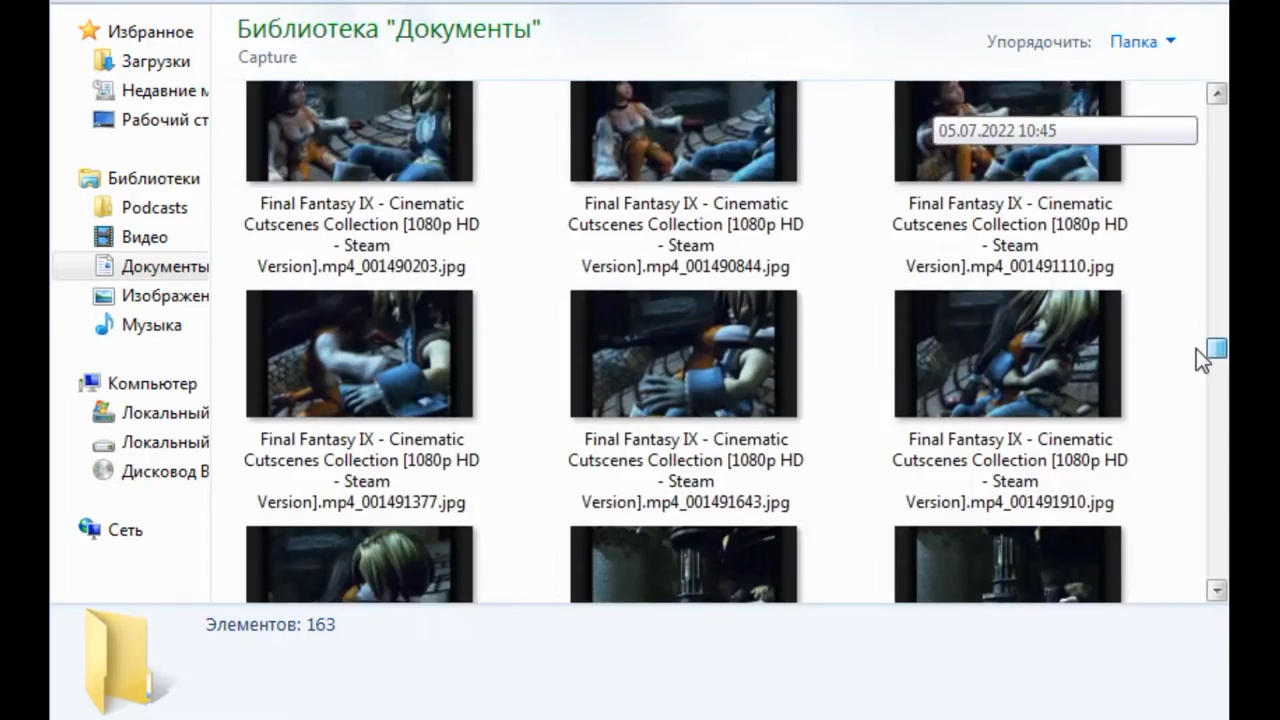 Избранное
Загрузки
Недавние м
Рабочий ст
Библиотеки
Podcasts
Видео
Документы
Изображен
Музыка
Компьютер
Локальный
Локальный
Дисковод В
Сеть
Библиотека "Документы"
Capture
Упорядочить: Папка
05.07.2022 10:45
Final Fantasy IX - Cinematic
Cutscenes Collection [1080p HD
- Steam
Version].mp4_001490203.jpg
Final Fantasy IX - Cinematic
Cutscenes Collection [1080p HD
- Steam
Version].mp4_001490844.jpg
Final Fantasy IX - Cinematic
Cutscenes Collection [1080p HD
- Steam
Version].mp4_001491110.jpg
Final Fantasy IX - Cinematic
Cutscenes Collection [1080p HD
- Steam
Version].mp4_001491377.jpg
Final Fantasy IX - Cinematic
Cutscenes Collection [1080p HD
- Steam
Version].mp4_001491643.jpg
Final Fantasy IX - Cinematic
Cutscenes Collection [1080p HD
- Steam
Version].mp4_001491910.jpg
Элементов: 163